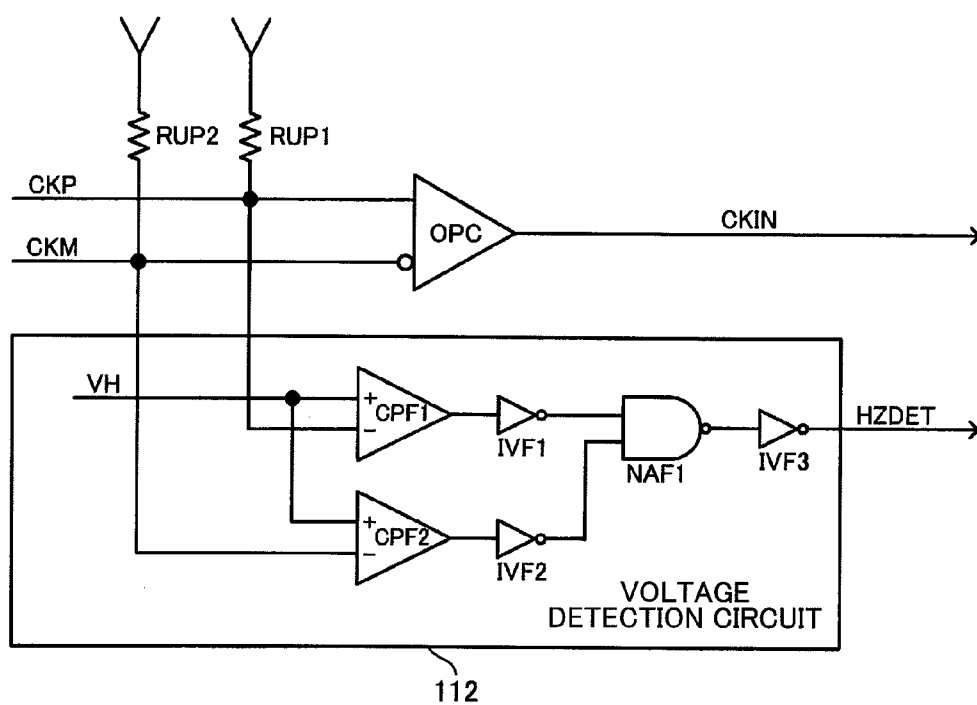 RUP2
RUP1
CKP
OPC
CKIN
CKM
VH
+
CPF1
-
IVF1
NAF1
IVF3
HZDET
+
CPF2
-
IVF2
VOLTAGE
DETECTION CIRCUIT
112